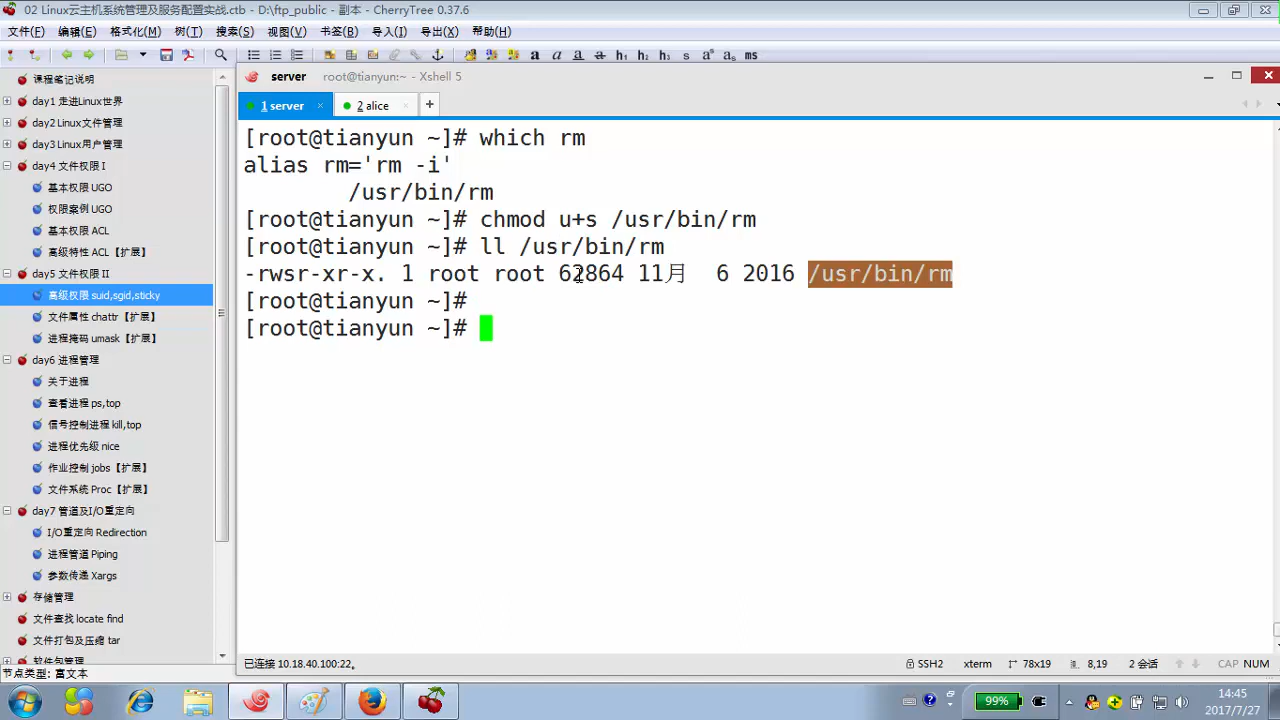 02 Linux云主机系统管理及服务配置实战.ctb - D:\ftp_public - 副本 - CherryTree 0.37.6
文件(F) 编辑(E) 格式化(M) 树(T) 搜索(S) 视图(V) 书签(B) 导入(I) 导出(X) 帮助(H)
a a a a h1 h2 h3 s aˢ aₛ ms
课程笔记说明
day1 走进Linux世界
day2 Linux文件管理
day3 Linux用户管理
day4 文件权限 I
基本权限 UGO
权限案例 UGO
基本权限 ACL
高级特性 ACL【扩展】
day5 文件权限 II
高级权限 suid,sgid,sticky
文件属性 chattr【扩展】
进程掩码 umask【扩展】
day6 进程管理
关于进程
查看进程 ps,top
信号控制进程 kill,top
进程优先级 nice
作业控制 jobs【扩展】
文件系统 Proc【扩展】
day7 管道及I/O重定向
I/O重定向 Redirection
进程管道 Piping
参数传递 Xargs
存储管理
文件查找 locate find
文件打包及压缩 tar
软件包管理
节点类型: 富文本
server root@tianyun:~ - Xshell 5
1 server × 2 alice × +
[root@tianyun ~]# which rm
alias rm='rm -i'
/usr/bin/rm
[root@tianyun ~]# chmod u+s /usr/bin/rm
[root@tianyun ~]# ll /usr/bin/rm
-rwsr-xr-x. 1 root root 62864 11月  6 2016 /usr/bin/rm
[root@tianyun ~]#
[root@tianyun ~]#
已连接 10.18.40.100:22。 SSH2 xterm 78x19 8,19 2 会话 CAP NUM
99% 14:45
2017/7/27